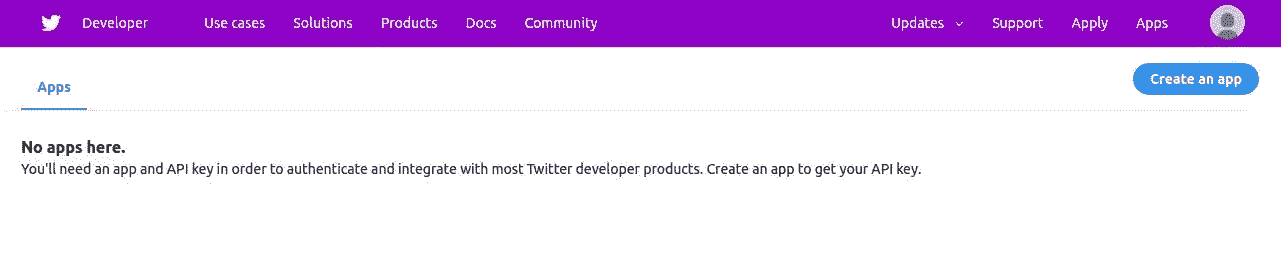 Developer Use cases Solutions Products Docs Community Updates Support Apply Apps
Apps
Create an app
No apps here.
You'll need an app and API key in order to authenticate and integrate with most Twitter developer products. Create an app to get your API key.